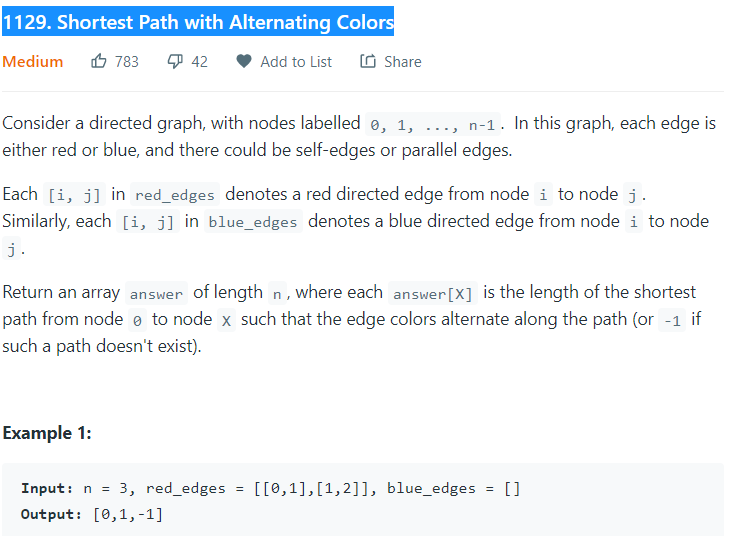 1129. Shortest Path with Alternating Colors
Medium 783 42 Add to List Share
Consider a directed graph, with nodes labelled 0, 1, ..., n-1. In this graph, each edge is
either red or blue, and there could be self-edges or parallel edges.
Each [i, j] in red_edges denotes a red directed edge from node i to node j.
Similarly, each [i, j] in blue_edges denotes a blue directed edge from node i to node
j.
Return an array answer of length n, where each answer[X] is the length of the shortest
path from node 0 to node X such that the edge colors alternate along the path (or -1 if
such a path doesn't exist).
Example 1:
Input: n = 3, red_edges = [[0,1],[1,2]], blue_edges = []
Output: [0,1,-1]